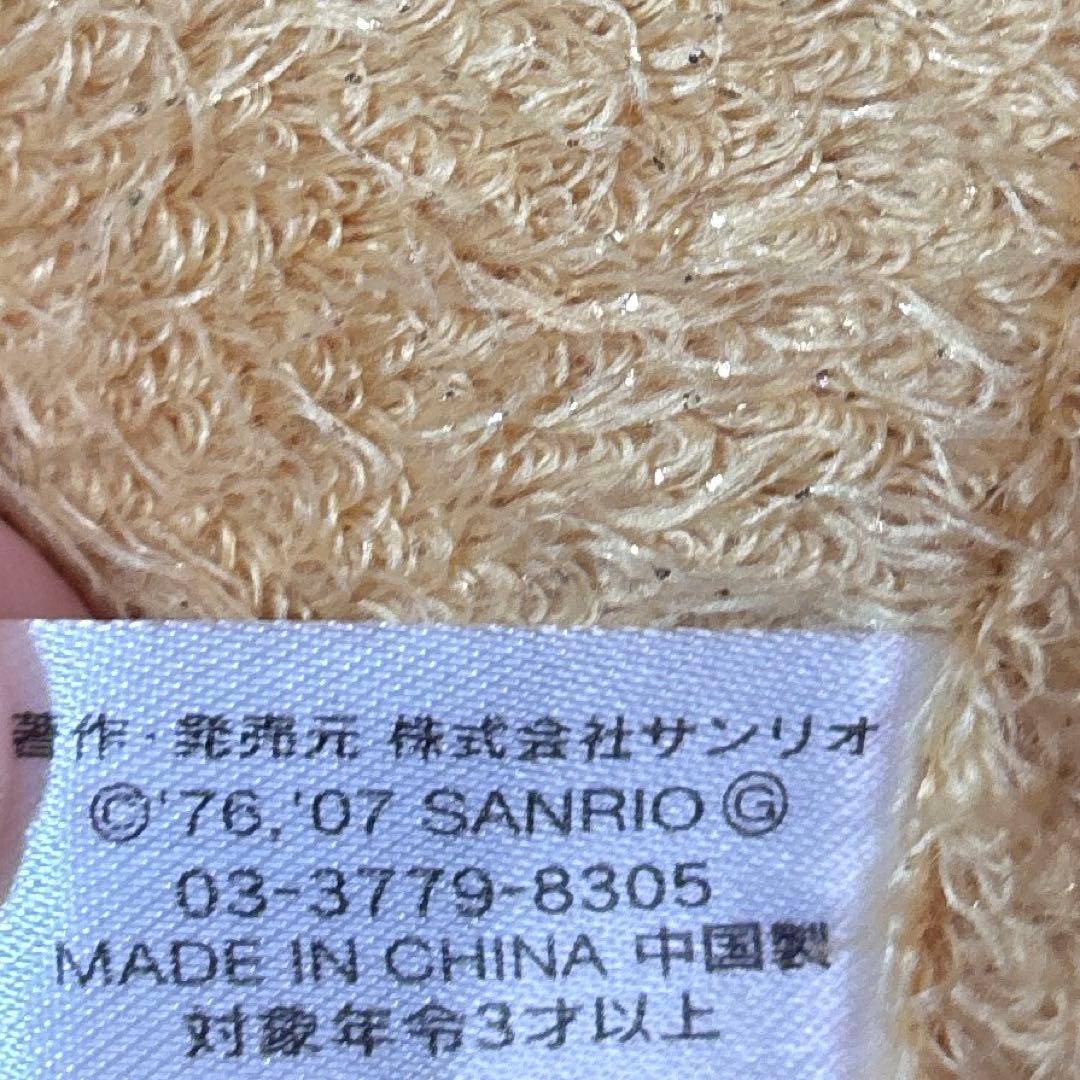 著作・発売元 株式会社サンリオ
©'76,'07 SANRIO Ⓖ
03-3779-8305
MADE IN CHINA 中国製
対象年令3才以上